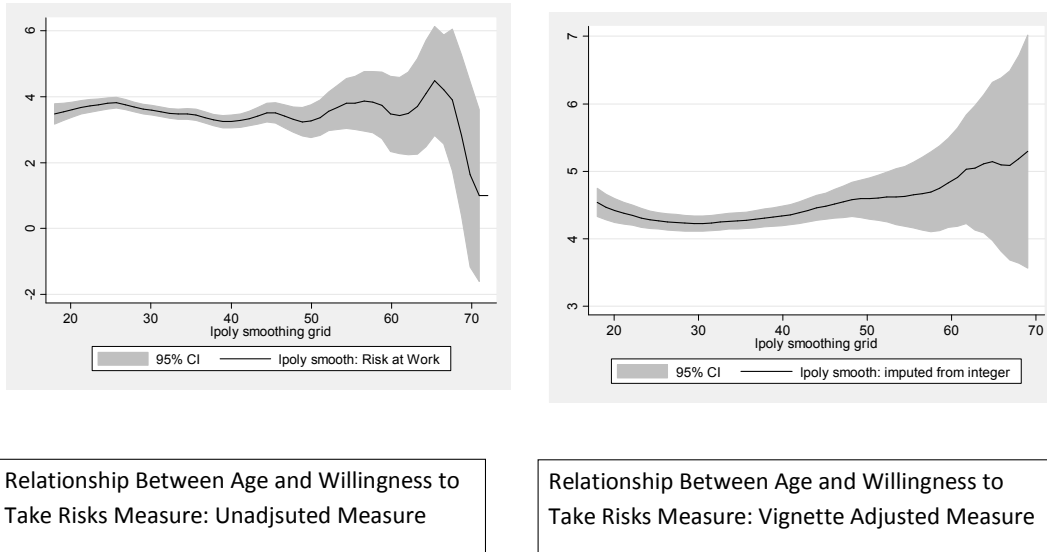 6
4
2
0
-2
20 30 40 50 60 70
lpoly smoothing grid
95% CI lpoly smooth: Risk at Work
7
6
5
4
3
20 30 40 50 60 70
lpoly smoothing grid
95% CI lpoly smooth: imputed from integer
Relationship Between Age and Willingness to
Take Risks Measure: Unadjsuted Measure
Relationship Between Age and Willingness to
Take Risks Measure: Vignette Adjusted Measure